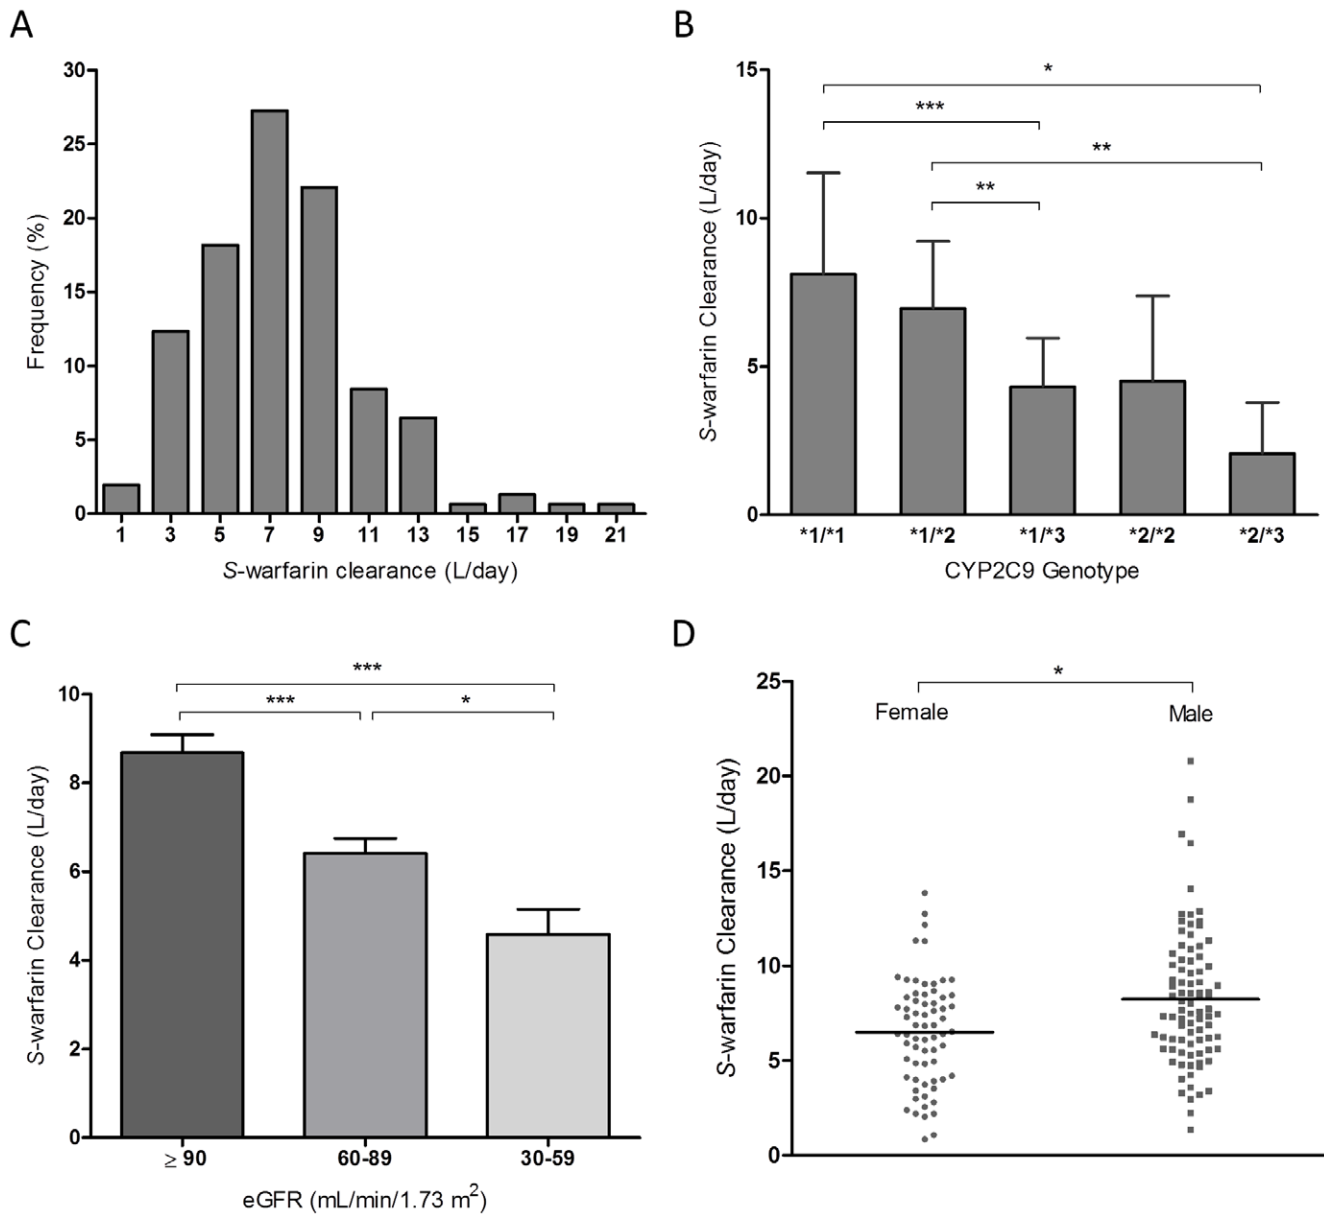 A
30
25
20
15
10
5
0
Frequency (%)
1 3 5 7 9 11 13 15 17 19 21
S-warfarin clearance (L/day)
B
15
10
5
0
S-warfarin Clearance (L/day)
*
***
**
**
*1/*1 *1/*2 *1/*3 *2/*2 *2/*3
CYP2C9 Genotype
C
10
8
6
4
2
0
S-warfarin Clearance (L/day)
***
*** *
≥ 90 60-89 30-59
eGFR (mL/min/1.73 m²)
D
25
20
15
10
5
0
S-warfarin Clearance (L/day)
*
Female Male